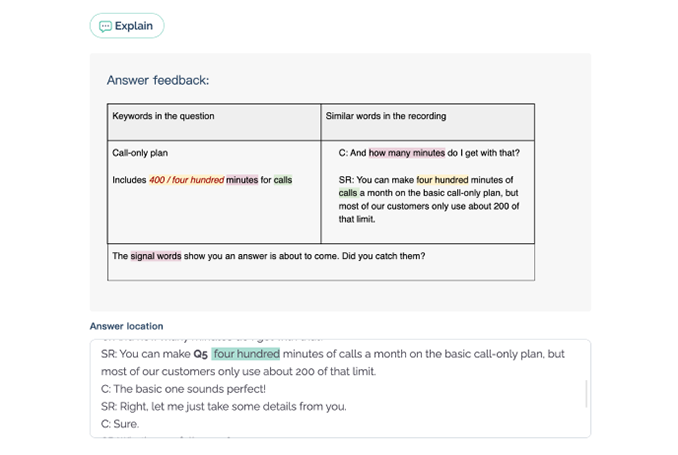 Explain
Answer feedback:
Keywords in the question
Similar words in the recording
Call-only plan
Includes 400 / four hundred minutes for calls
C: And how many minutes do I get with that?
SR: You can make four hundred minutes of
calls a month on the basic call-only plan, but
most of our customers only use about 200 of
that limit.
The signal words show you an answer is about to come. Did you catch them?
Answer location
SR: You can make Q5 four hundred minutes of calls a month on the basic call-only plan, but
most of our customers only use about 200 of that limit.
C: The basic one sounds perfect!
SR: Right, let me just take some details from you.
C: Sure.